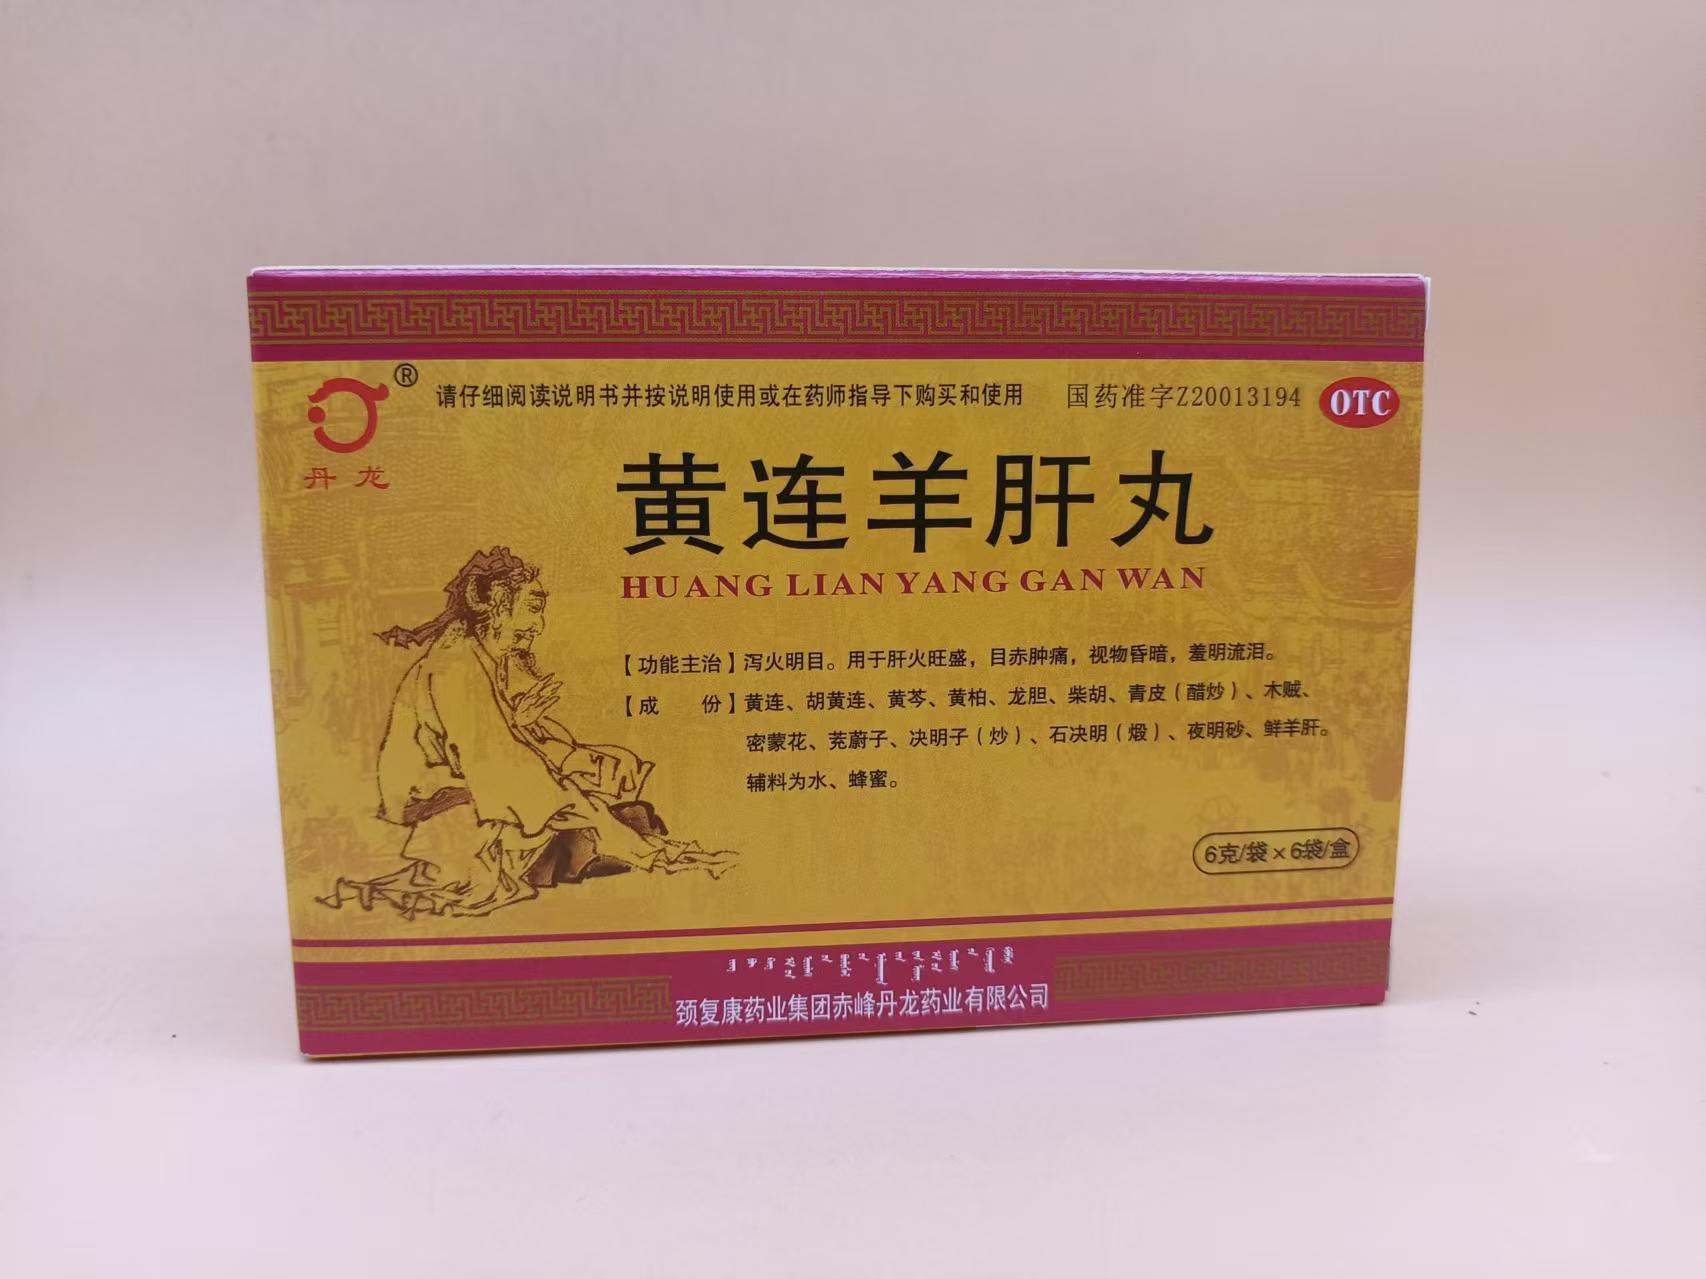 ®
丹龙
请仔细阅读说明书并按说明使用或在药师指导下购买和使用
国药准字Z20013194
OTC
黄连羊肝丸
HUANG LIAN YANG GAN WAN
【功能主治】泻火明目。用于肝火旺盛，目赤肿痛，视物昏暗，羞明流泪。
【成　　份】黄连、胡黄连、黄芩、黄柏、龙胆、柴胡、青皮（醋炒）、木贼、
密蒙花、茺蔚子、决明子（炒）、石决明（煅）、夜明砂、鲜羊肝。
辅料为水、蜂蜜。
6克/袋×6袋/盒
颈复康药业集团赤峰丹龙药业有限公司